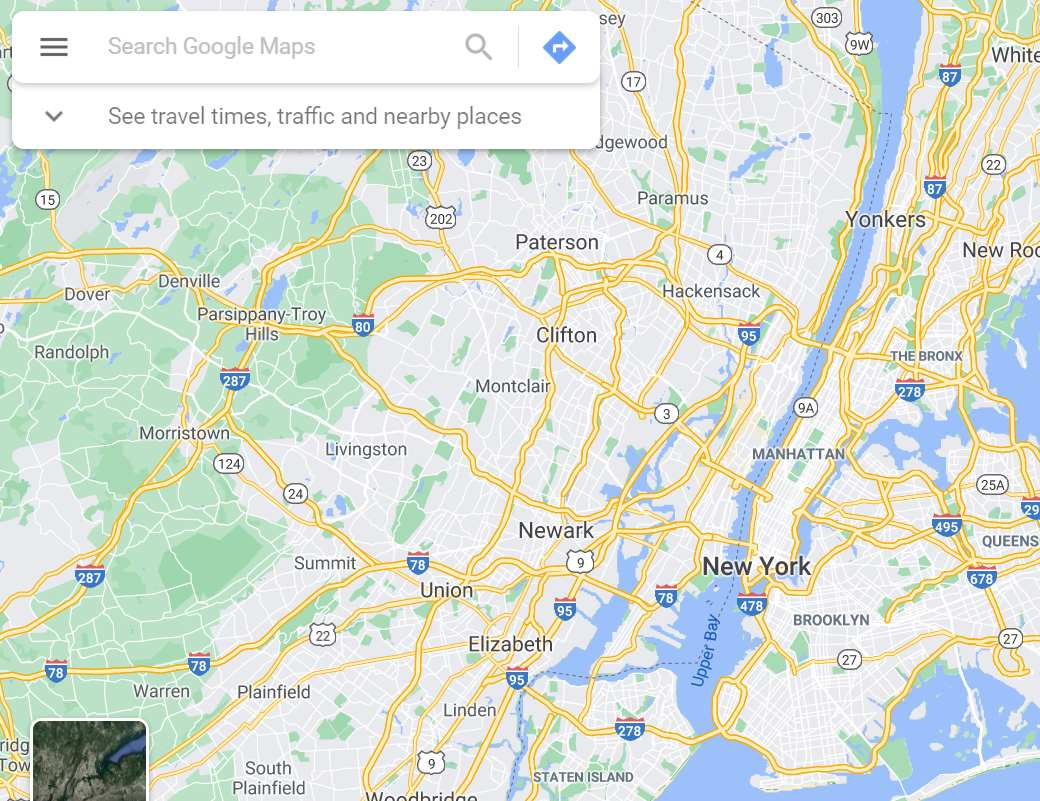 Search Google Maps
See travel times, traffic and nearby places
303
9W
87
White
17
dgewood
23
22
15
202
87
Paramus
Yonkers
Paterson
4
New Roc
Denville
Dover
Hackensack
Parsippany-Troy
Hills
80
95
Clifton
Randolph
THE BRONX
287
Montclair
278
9A
3
Morristown
Livingston
MANHATTAN
124
24
25A
29
495
Newark
QUEENS
Summit
78
9
New York
287
678
Union
78
478
95
BROOKLYN
22
Elizabeth
Upper Bay
27
78
78
27
95
Warren
Plainfield
Linden
278
9
South
Plainfield
STATEN ISLAND
Woodbridge